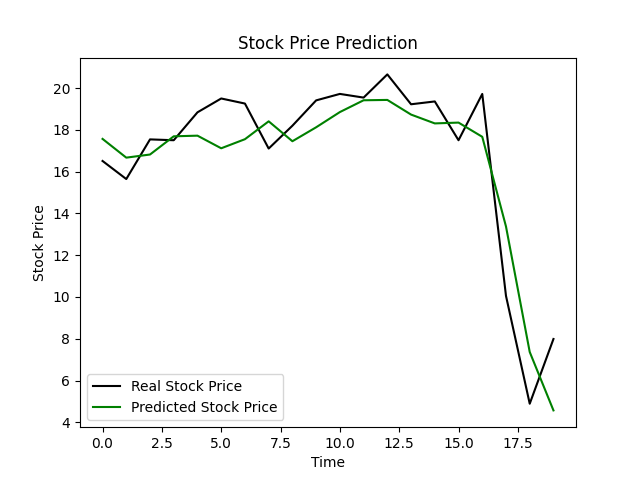 Stock Price Prediction
20
18
16
14
12
10
8
6
4
Stock Price
Real Stock Price
Predicted Stock Price
0.0 2.5 5.0 7.5 10.0 12.5 15.0 17.5
Time